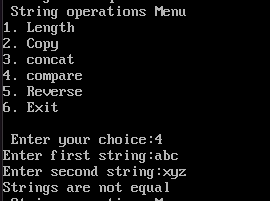 String operations Menu
1. Length
2. Copy
3. concat
4. compare
5. Reverse
6. Exit
Enter your choice:4
Enter first string:abc
Enter second string:xyz
Strings are not equal